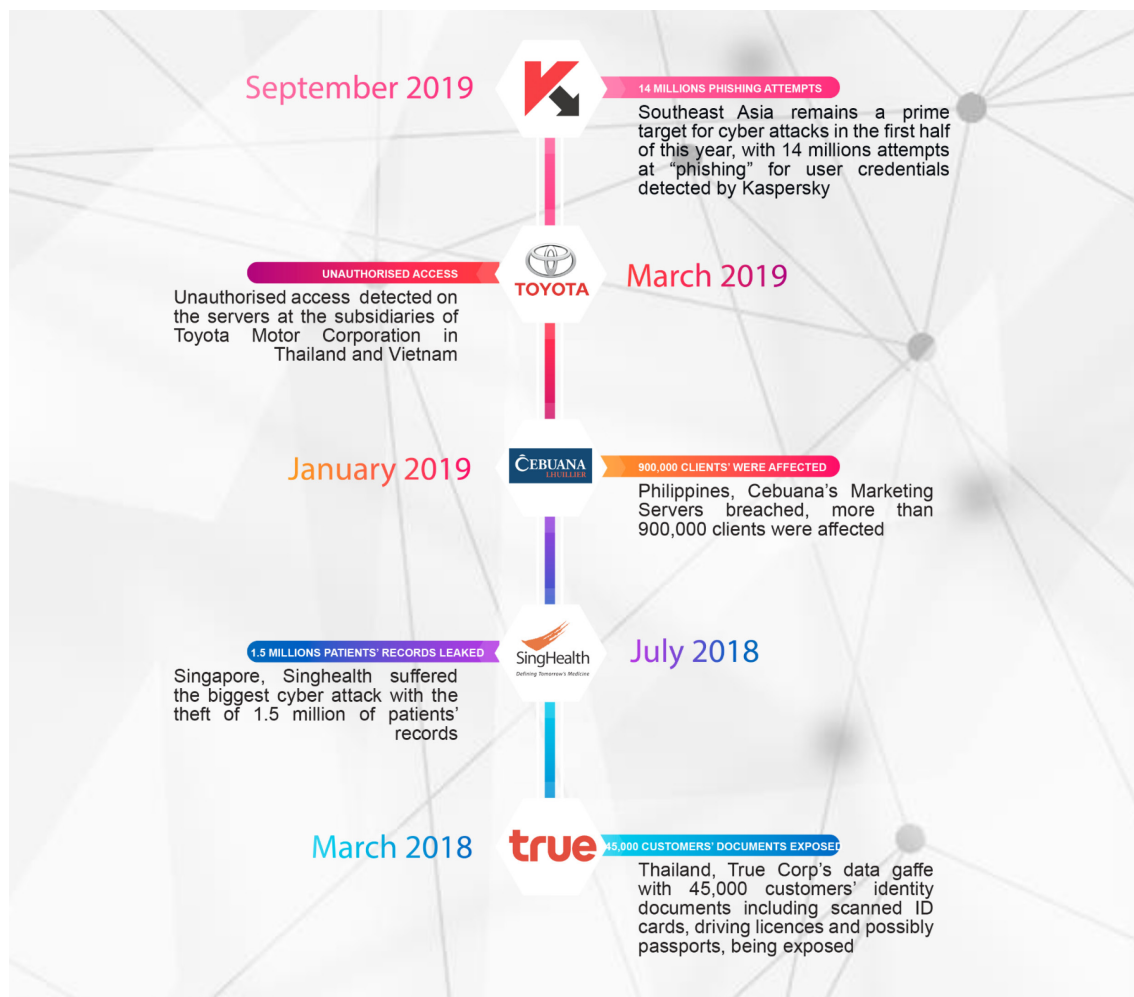 September 2019
14 MILLIONS PHISHING ATTEMPTS
Southeast Asia remains a prime
target for cyber attacks in the first half
of this year, with 14 millions attempts
at “phishing” for user credentials
detected by Kaspersky
UNAUTHORISED ACCESS
Unauthorised access detected on
the servers at the subsidiaries of
Toyota Motor Corporation in
Thailand and Vietnam
TOYOTA
March 2019
January 2019
CEBUANA
LHUILLIER
900,000 CLIENTS’ WERE AFFECTED
Philippines, Cebuana’s Marketing
Servers breached, more than
900,000 clients were affected
1.5 MILLIONS PATIENTS’ RECORDS LEAKED
Singapore, Singhealth suffered
the biggest cyber attack with the
theft of 1.5 million of patients’
records
SingHealth
Defining Tomorrow's Medicine
July 2018
March 2018
true
45,000 CUSTOMERS’ DOCUMENTS EXPOSED
Thailand, True Corp’s data gaffe
with 45,000 customers’ identity
documents including scanned ID
cards, driving licences and possibly
passports, being exposed